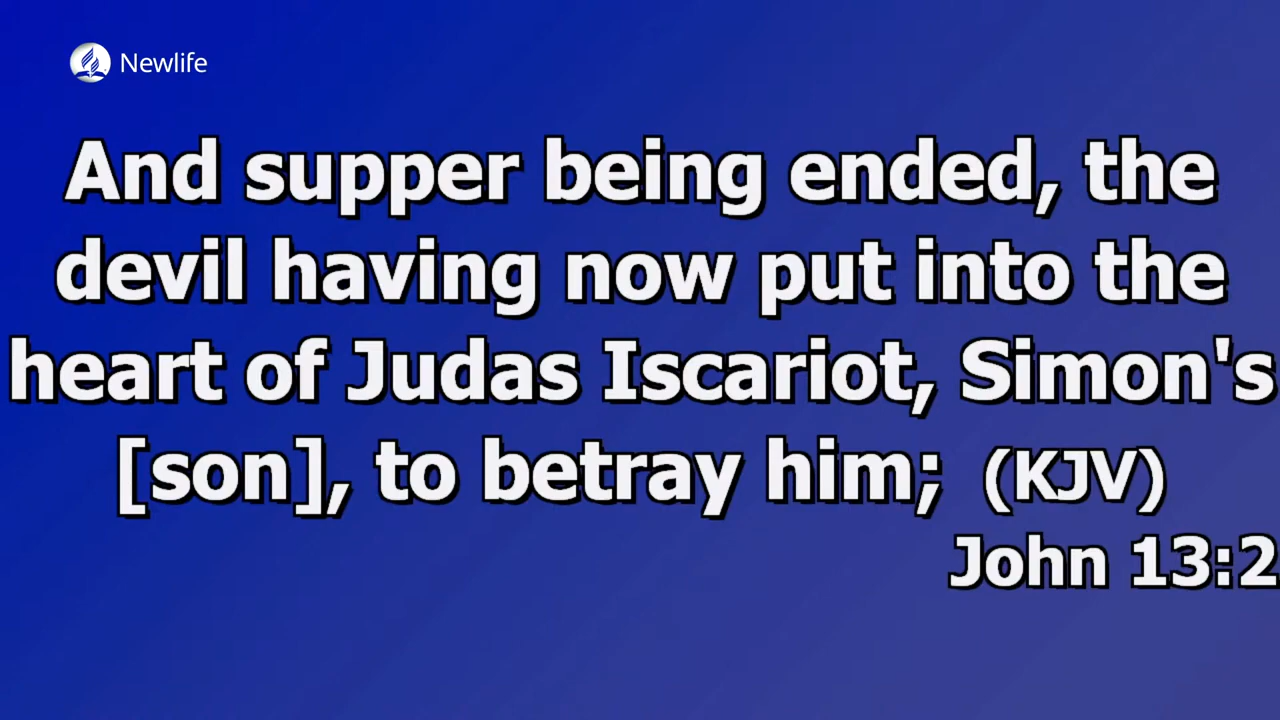 Newlife
And supper being ended, the
devil having now put into the
heart of Judas Iscariot, Simon's
[son], to betray him; (KJV)
John 13:2